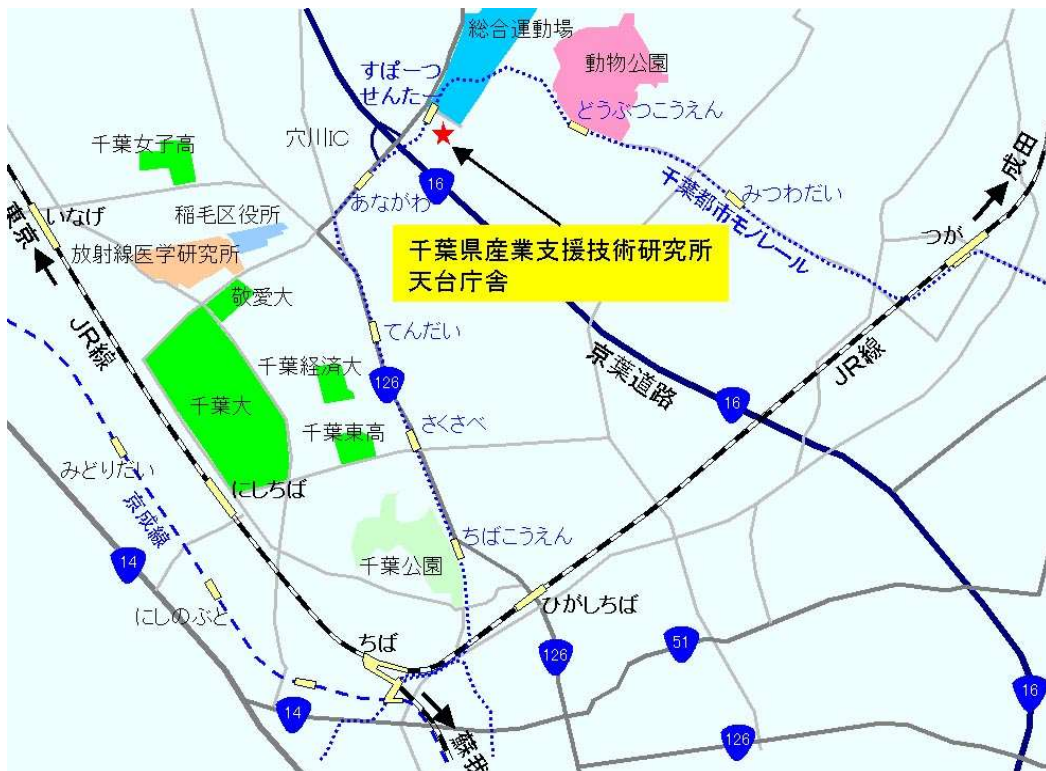 総合運動場
動物公園
すぽーつ
せんたー
どうぶつこうえん
穴川IC
千葉女子高
16
あながわ
みつわだい
成田
千葉都市モノレール
いなげ
稲毛区役所
東京
放射線医学研究所
つが
千葉県産業支援技術研究所
天台庁舎
敬愛大
JR線
てんだい
JR線
京葉道路
千葉経済大
126
千葉大
16
さくさべ
千葉東高
みどりだい
にしちば
京成線
ちばこうえん
14
千葉公園
にしのぶと
ひがしちば
ちば
51
126
16
14
蘇我
126